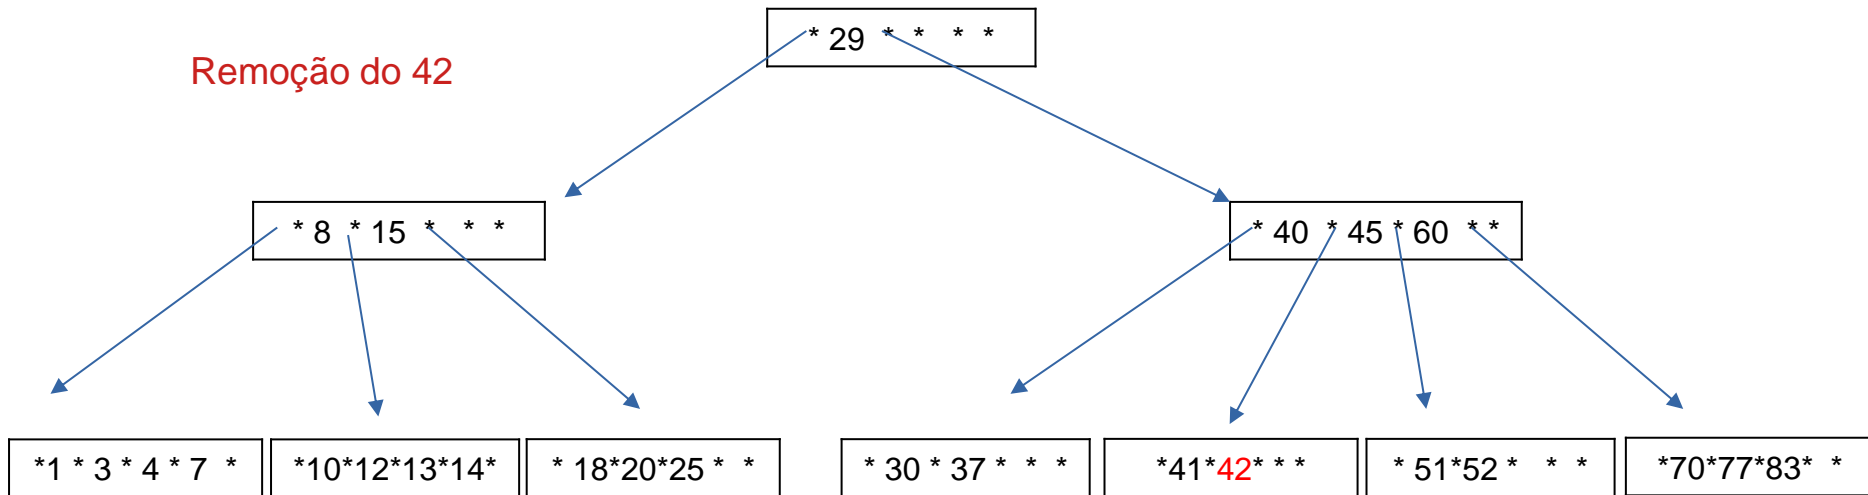 * 29 * * * *
Remoção do 42
* 8 * 15 * * *
* 40 * 45 * 60 * *
*1 * 3 * 4 * 7 *
*10*12*13*14*
* 18*20*25 * *
* 30 * 37 * * *
*41*42* * *
* 51*52 * * *
*70*77*83* *